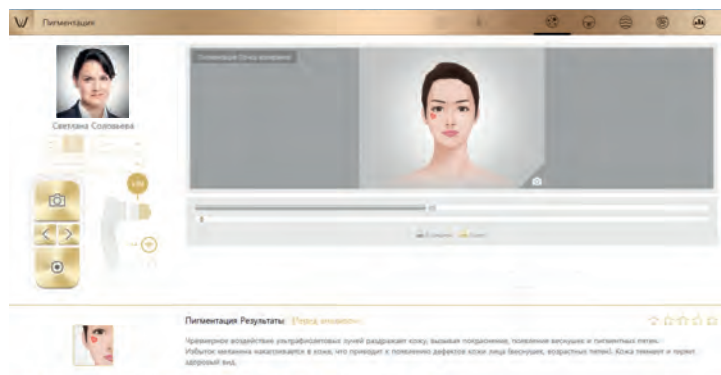 Пигментация
Пигментация
Светлана Соловьева
Пигментация Результаты
Чрезмерное воздействие ультрафиолетовых лучей раздражает кожу, вызывая покраснение, появление веснушек и пигментных пятен.
Избыток меланина накапливается в коже, что приводит к появлению дефектов кожи лица (веснушек, возрастных пятен). Кожа темнеет и теряет
здоровый вид.